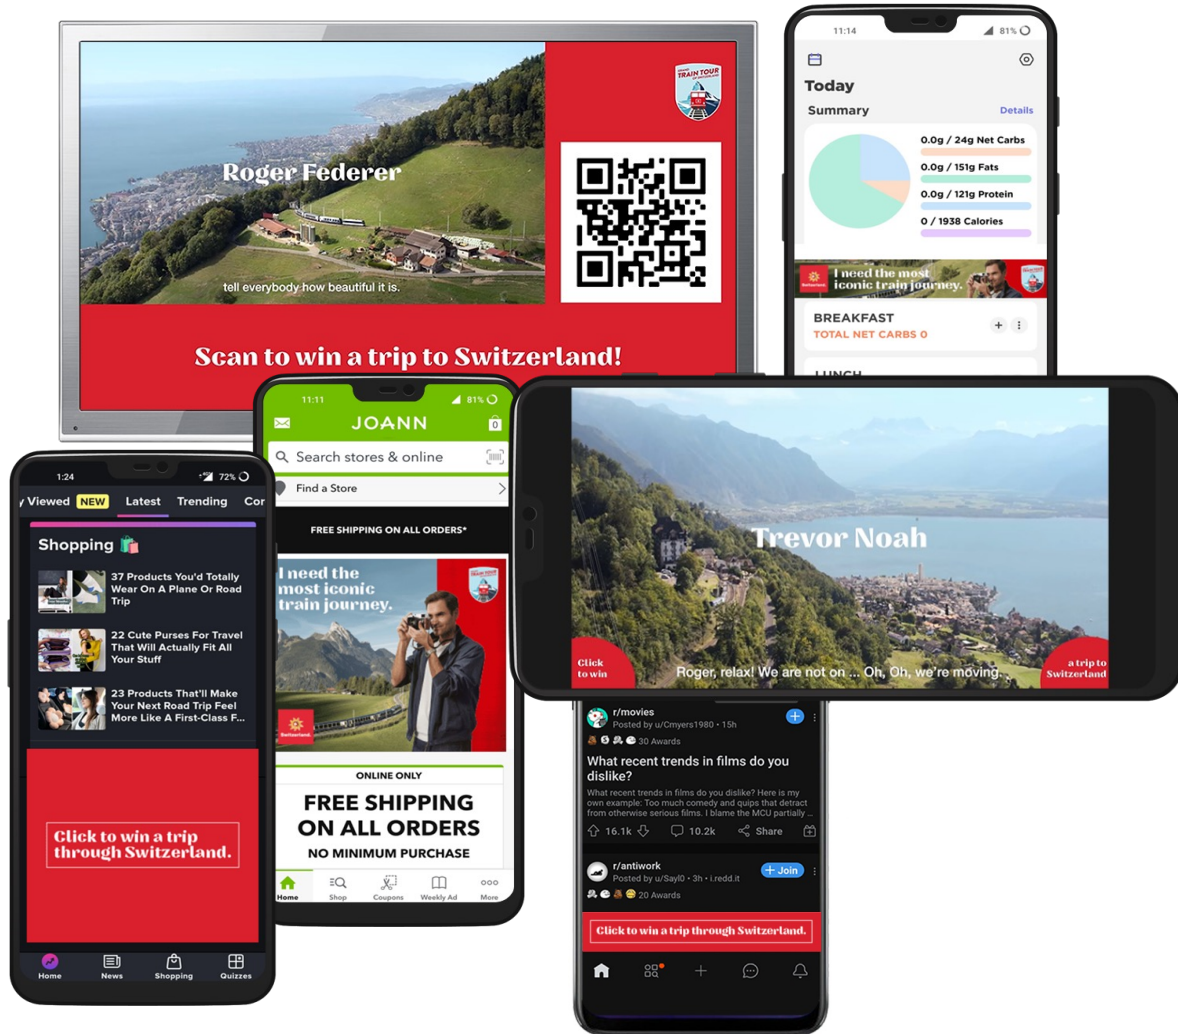 TRAIN TOUR
Roger Federer
tell everybody how beautiful it is.
Scan to win a trip to Switzerland!
11:14
81%
Today
Summary
Details
0.0g / 24g Net Carbs
0.0g / 151g Fats
0.0g / 121g Protein
0 / 1938 Calories
Switzerland.
I need the most
iconic train journey.
BREAKFAST
TOTAL NET CARBS 0
LUNCH
11:11
81%
JOANN
0
Search stores & online
Find a Store
FREE SHIPPING ON ALL ORDERS*
I need the
most iconic
train journey.
TRAIN TOUR
Switzerland.
ONLINE ONLY
FREE SHIPPING
ON ALL ORDERS
NO MINIMUM PURCHASE
Home
Shop
Coupons
Weekly Ad
More
1:24
72%
y Viewed
NEW
Latest
Trending
Cor
Shopping
37 Products You'd Totally
Wear On A Plane Or Road
Trip
22 Cute Purses For Travel
That Will Actually Fit All
Your Stuff
23 Products That'll Make
Your Next Road Trip Feel
More Like A First-Class F...
Click to win a trip
through Switzerland.
Home
News
Shopping
Quizzes
Trevor Noah
Click
to win
Roger, relax! We are not on ... Oh, Oh, we're moving.
a trip to
Switzerland
r/movies
Posted by u/Cmyers1980 • 15h
30 Awards
What recent trends in films do you
dislike?
What recent trends in films do you dislike? Here is my
own example: Too much comedy and quips that detract
from otherwise serious films. I blame the MCU partially ...
16.1k
10.2k
Share
r/antiwork
Posted by u/Sayl0 • 3h • i.redd.it
+ Join
20 Awards
Click to win a trip through Switzerland.